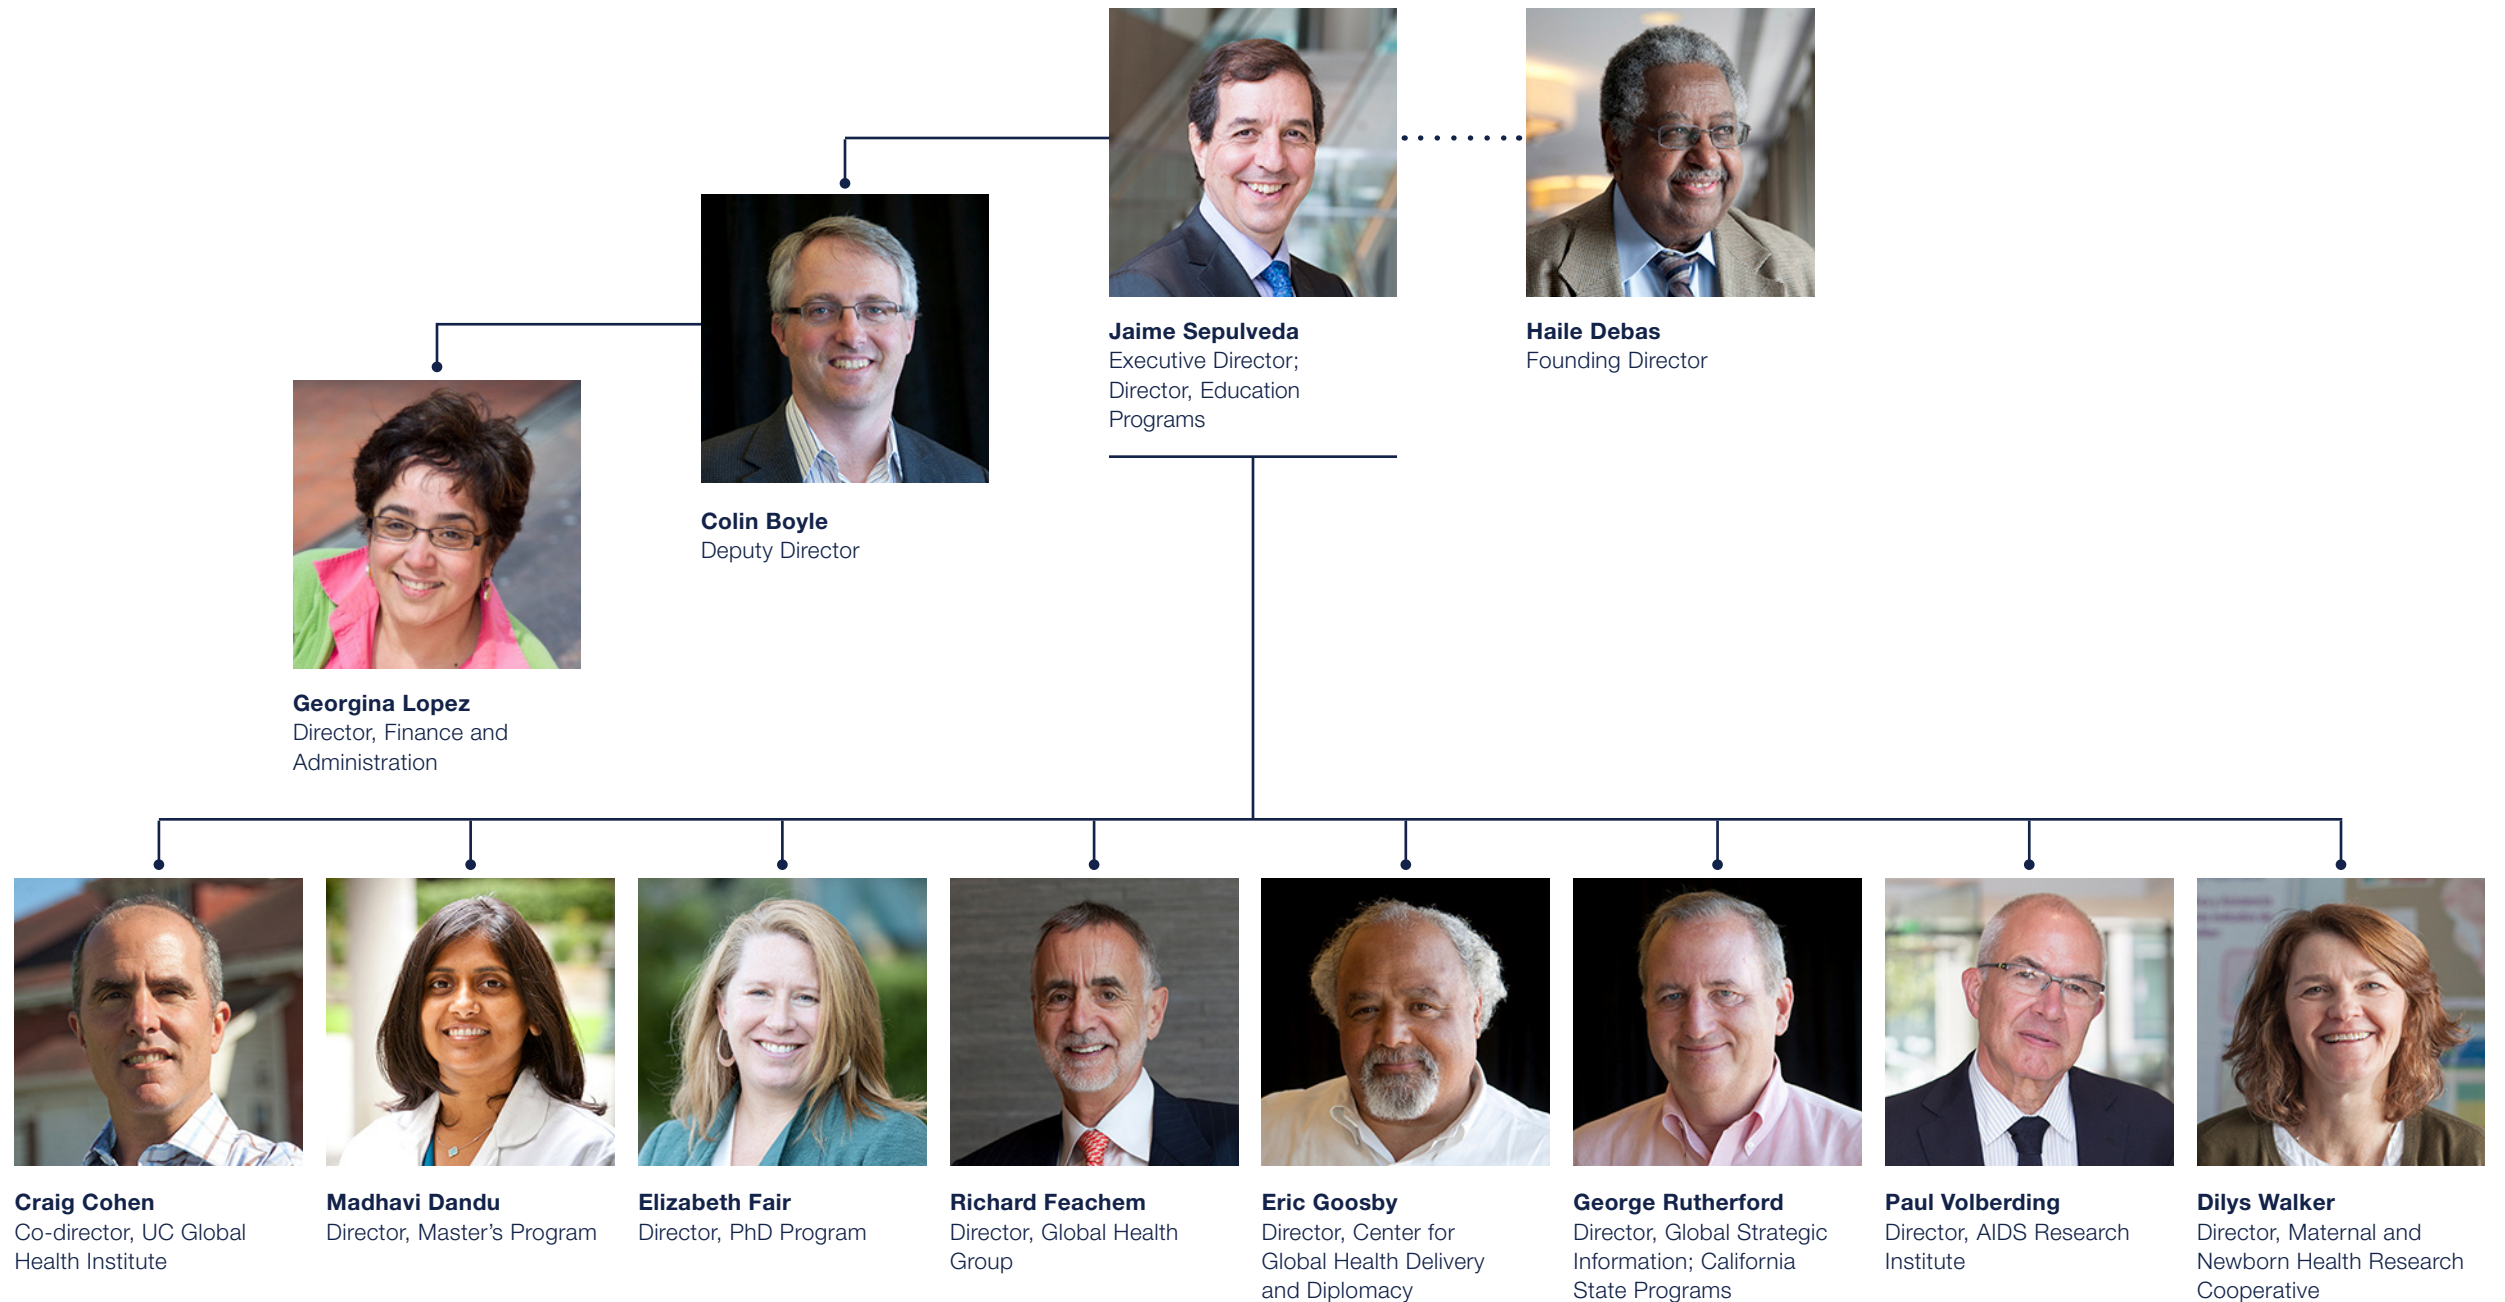 Jaime Sepulveda
Executive Director;
Director, Education
Programs
Haile Debas
Founding Director
Colin Boyle
Deputy Director
Georgina Lopez
Director, Finance and
Administration
Craig Cohen
Co-director, UC Global
Health Institute
Madhavi Dandu
Director, Master’s Program
Elizabeth Fair
Director, PhD Program
Richard Feachem
Director, Global Health
Group
Eric Goosby
Director, Center for
Global Health Delivery
and Diplomacy
George Rutherford
Director, Global Strategic
Information; California
State Programs
Paul Volberding
Director, AIDS Research
Institute
Dilys Walker
Director, Maternal and
Newborn Health Research
Cooperative